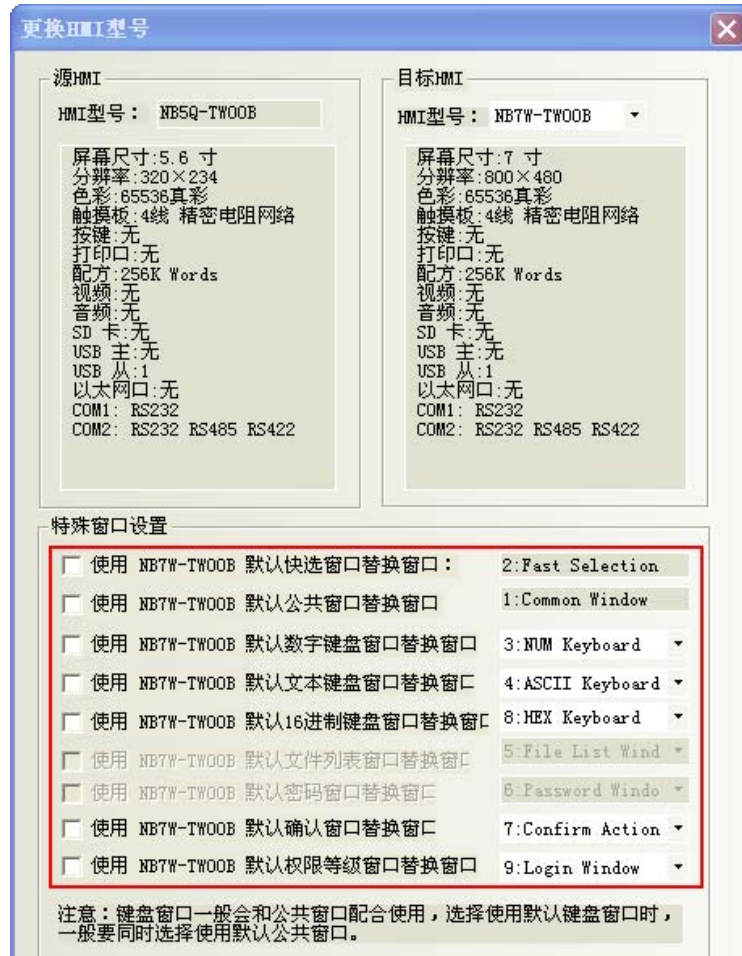 更换HMI型号
源HMI
HMI型号： NB5Q-TW00B
屏幕尺寸:5.6 寸
分辨率:320×234
色彩:65536真彩
触摸板:4线 精密电阻网络
按键:无
打印口:无
配方:256K Words
视频:无
音频:无
SD 卡:无
USB 主:无
USB 从:1
以太网口:无
COM1: RS232
COM2: RS232 RS485 RS422
目标HMI
HMI型号： NB7W-TW00B
屏幕尺寸:7 寸
分辨率:800×480
色彩:65536真彩
触摸板:4线 精密电阻网络
按键:无
打印口:无
配方:256K Words
视频:无
音频:无
SD 卡:无
USB 主:无
USB 从:1
以太网口:无
COM1: RS232
COM2: RS232 RS485 RS422
特殊窗口设置
使用 NB7W-TW00B 默认快选窗口替换窗口： 2:Fast Selection
使用 NB7W-TW00B 默认公共窗口替换窗口 1:Common Window
使用 NB7W-TW00B 默认数字键盘窗口替换窗口 3:NUM Keyboard
使用 NB7W-TW00B 默认文本键盘窗口替换窗口 4:ASCII Keyboard
使用 NB7W-TW00B 默认16进制键盘窗口替换窗口 8:HEX Keyboard
使用 NB7W-TW00B 默认文件列表窗口替换窗口 5:File List Wind
使用 NB7W-TW00B 默认密码窗口替换窗口 6:Password Windo
使用 NB7W-TW00B 默认确认窗口替换窗口 7:Confirm Action
使用 NB7W-TW00B 默认权限等级窗口替换窗口 9:Login Window
注意：键盘窗口一般会和公共窗口配合使用，选择使用默认键盘窗口时，
一般要同时选择使用默认公共窗口。